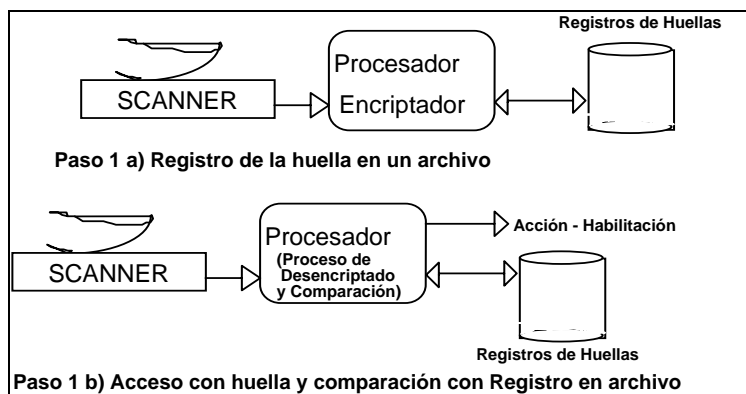 Registros de Huellas
Procesador
Encriptador
SCANNER
Paso 1 a) Registro de la huella en un archivo
Procesador
(Proceso de
Desencriptado
y Comparación)
Acción - Habilitación
SCANNER
Registros de Huellas
Paso 1 b) Acceso con huella y comparación con Registro en archivo